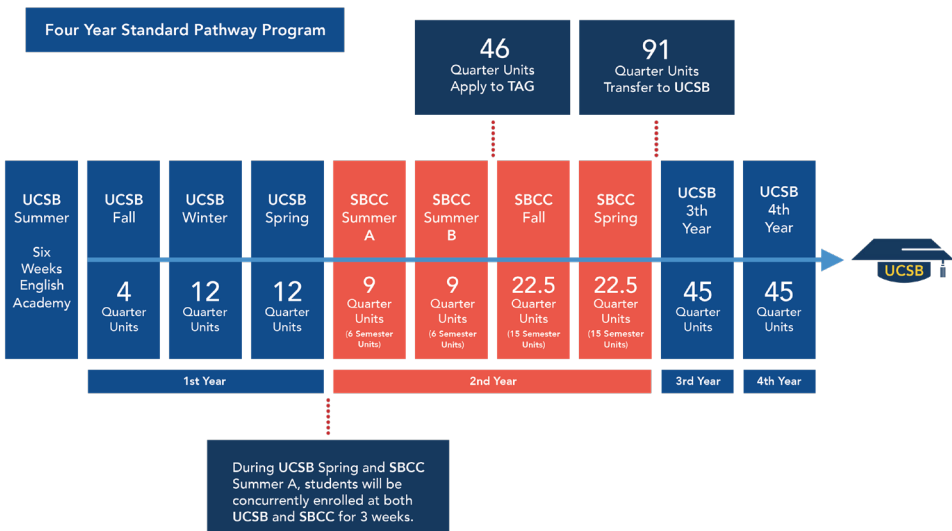 Four Year Standard Pathway Program
46
Quarter Units
Apply to TAG
91
Quarter Units
Transfer to UCSB
UCSB
Summer
Six
Weeks
English
Academy
UCSB
Fall
4
Quarter
Units
UCSB
Winter
12
Quarter
Units
UCSB
Spring
12
Quarter
Units
SBCC
Summer
A
9
Quarter
Units
(6 Semester
Units)
SBCC
Summer
B
9
Quarter
Units
(6 Semester
Units)
SBCC
Fall
22.5
Quarter
Units
(15 Semester
Units)
SBCC
Spring
22.5
Quarter
Units
(15 Semester
Units)
UCSB
3th
Year
45
Quarter
Units
UCSB
4th
Year
45
Quarter
Units
UCSB
1st Year
2nd Year
3rd Year
4th Year
During UCSB Spring and SBCC
Summer A, students will be
concurrently enrolled at both
UCSB and SBCC for 3 weeks.